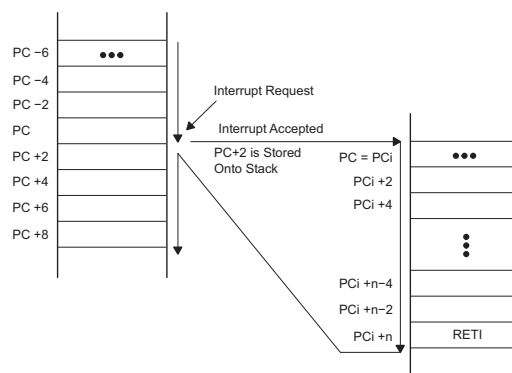 PC −6
PC −4
PC −2
PC
PC +2
PC +4
PC +6
PC +8
Interrupt Request
Interrupt Accepted
PC+2 is Stored
Onto Stack
PC = PCi
PCi +2
PCi +4
PCi +n−4
PCi +n−2
PCi +n
RETI